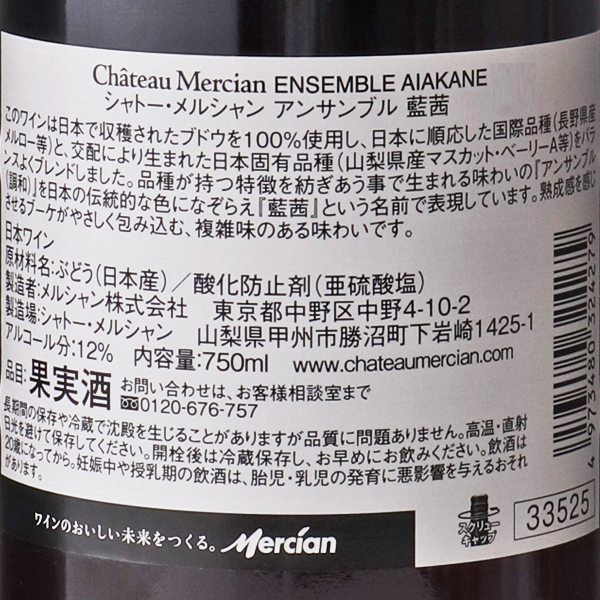 Château Mercian ENSEMBLE AIAKANE
シャトー・メルシャン アンサンブル 藍茜
このワインは日本で収穫されたブドウを100%使用し、日本に順応した国際品種(長野県産
メルロー等)と、交配により生まれた日本固有品種(山梨県産マスカット・ベーリーA等)をバラ
ンスよくブレンドしました。品種が持つ特徴を紡ぎあう事で生まれる味わいの『アンサンブル
(調和)』を日本の伝統的な色になぞらえ『藍茜』という名前で表現しています。熟成感を感じ
させるブーケがやさしく包み込む、複雑味のある味わいです。
日本ワイン
原材料名:ぶどう(日本産)/酸化防止剤(亜硫酸塩)
製造者:メルシャン株式会社 東京都中野区中野4-10-2
製造場:シャトー・メルシャン 山梨県甲州市勝沼町下岩崎1425-1
アルコール分:12% 内容量:750ml www.chateaumercian.com
品目:果実酒 お問い合わせは、お客様相談室まで
0120-676-757
長期間の保存や冷蔵で沈殿を生じることがありますが品質に問題ありません。高温・直射
日光を避けて保存してください。開栓後は冷蔵保存し、お早めにお飲みください。飲酒は
20歳になってから。妊娠中や授乳期の飲酒は、胎児・乳児の発育に悪影響を与えるおそれ
があります。
ワインのおいしい未来をつくる。 Mercian
スクリュー
キャップ
33525
4 973480 324279